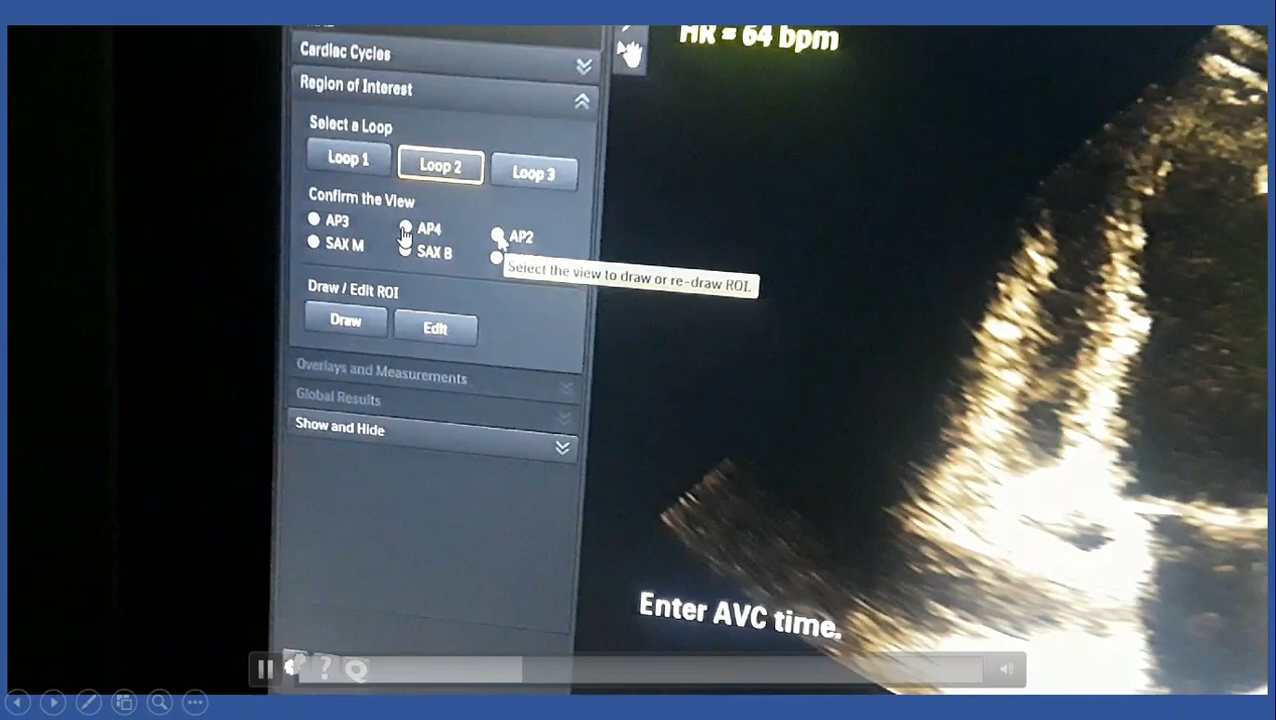 HR = 64 bpm
Cardiac Cycles
Region of Interest
Select a Loop
Loop 1 Loop 2 Loop 3
Confirm the View
AP3 AP4 AP2
SAX M SAX B
Select the view to draw or re-draw ROI.
Draw / Edit ROI
Draw Edit
Overlays and Measurements
Global Results
Show and Hide
Enter AVC time.
?